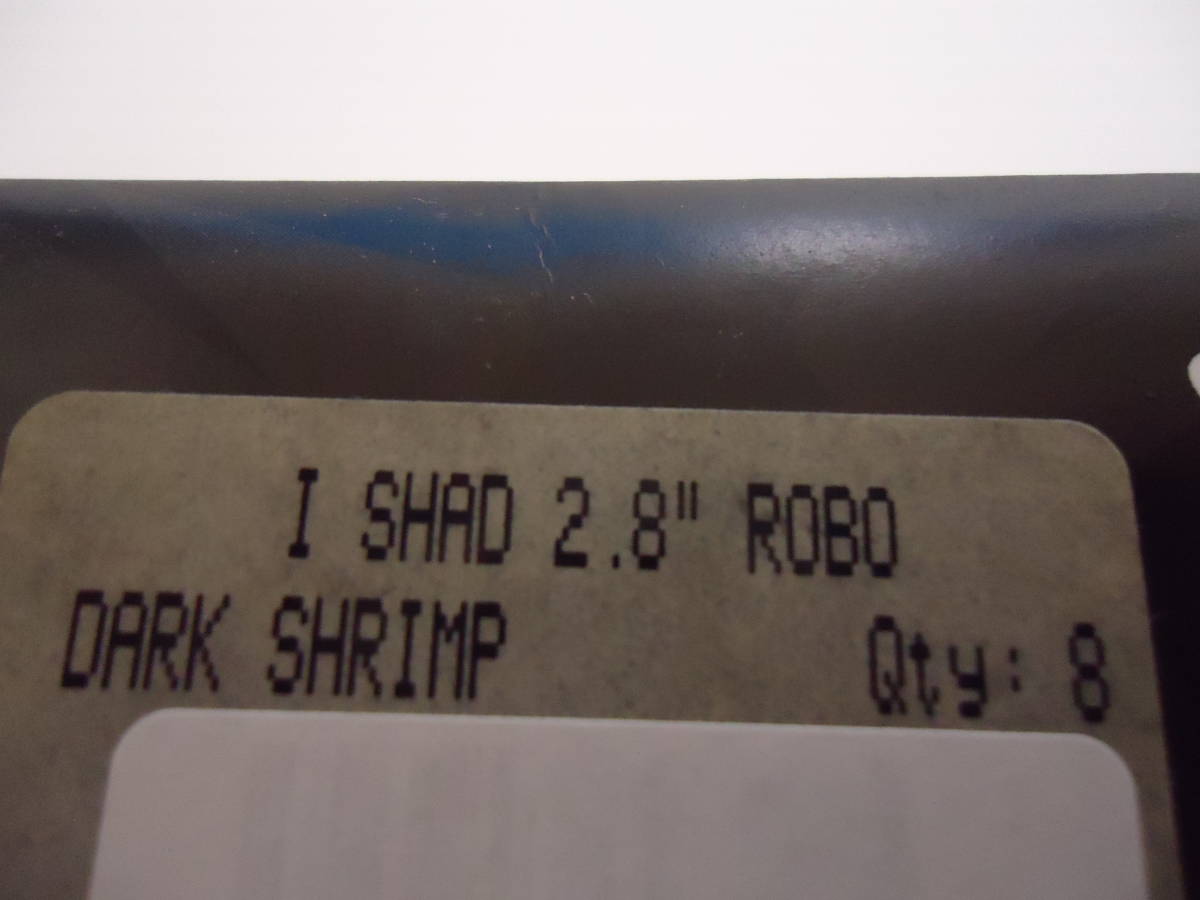 I SHAD 2.8" ROBO
DARK SHRIMP Qty: 8